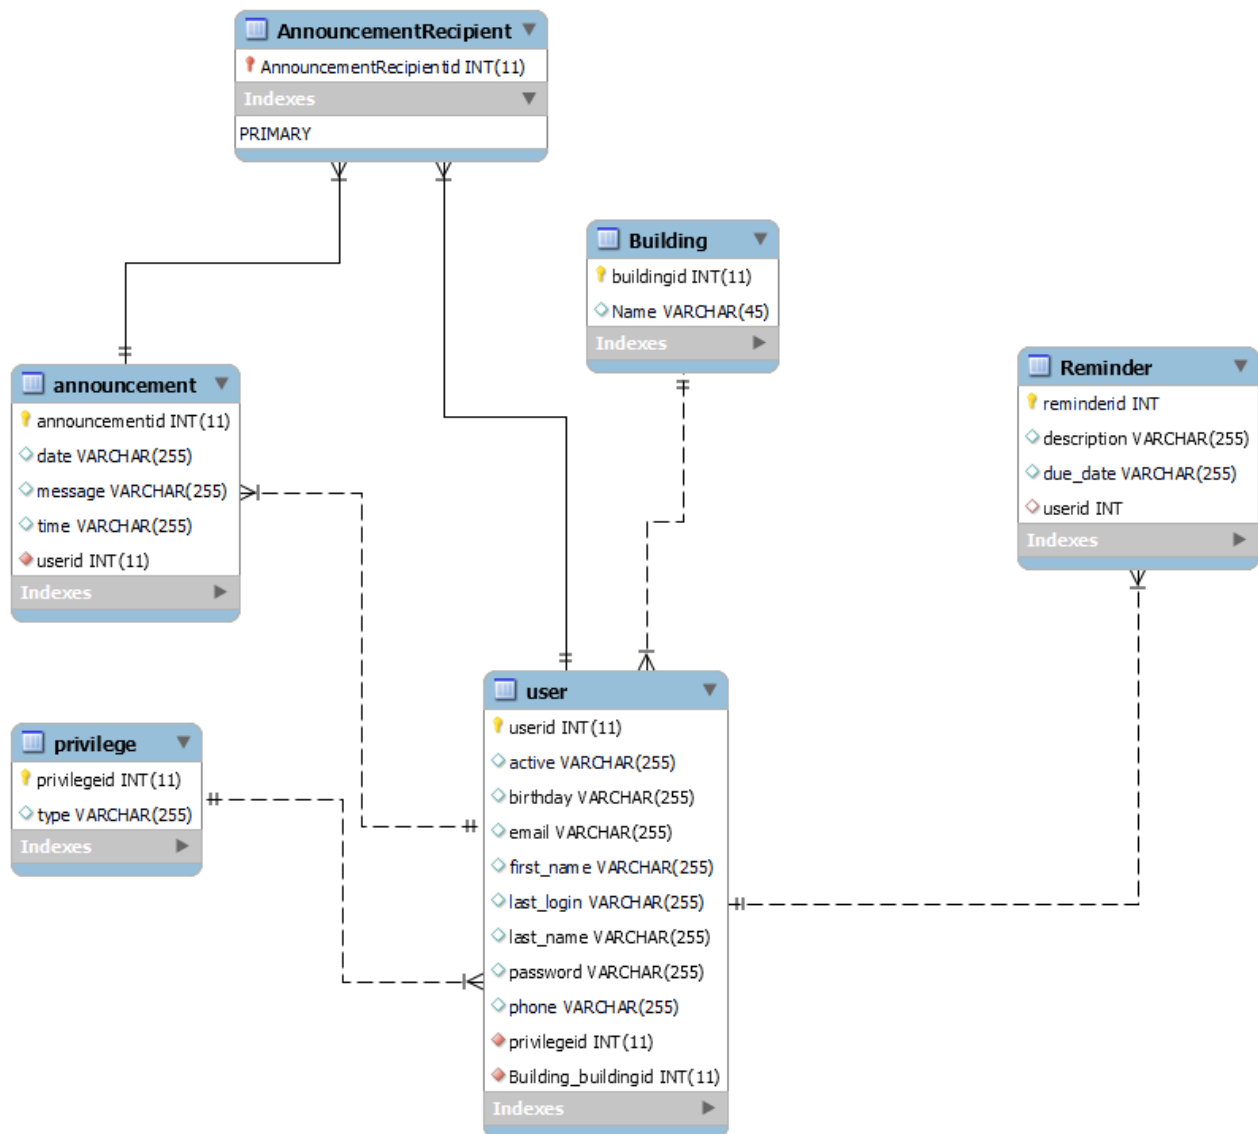 AnnouncementRecipient
AnnouncementRecipientid INT(11)
Indexes
PRIMARY
Building
buildingid INT(11)
Name VARCHAR(45)
Indexes
Reminder
reminderid INT
description VARCHAR(255)
due_date VARCHAR(255)
userid INT
Indexes
announcement
announcementid INT(11)
date VARCHAR(255)
message VARCHAR(255)
time VARCHAR(255)
userid INT(11)
Indexes
privilege
privilegeid INT(11)
type VARCHAR(255)
Indexes
user
userid INT(11)
active VARCHAR(255)
birthday VARCHAR(255)
email VARCHAR(255)
first_name VARCHAR(255)
last_login VARCHAR(255)
last_name VARCHAR(255)
password VARCHAR(255)
phone VARCHAR(255)
privilegeid INT(11)
Building_buildingid INT(11)
Indexes